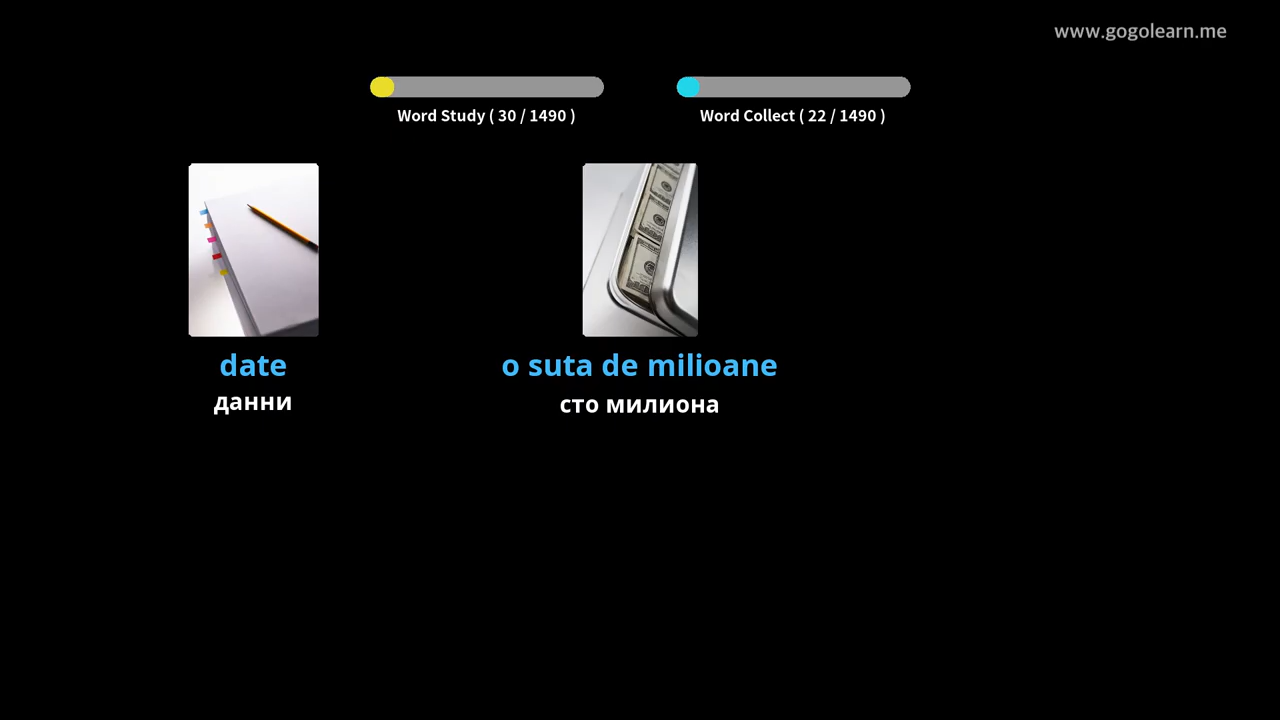 www.gogolearn.me
Word Study ( 30 / 1490 )
Word Collect ( 22 / 1490 )
date
данни
o suta de milioane
сто милиона